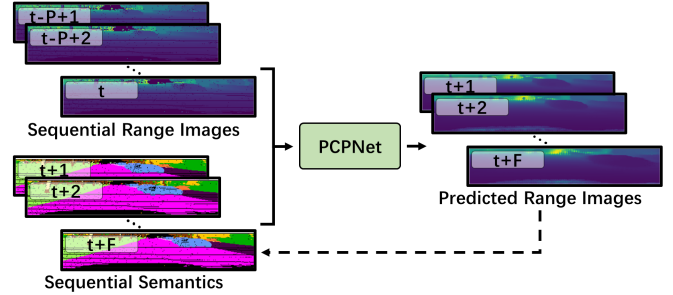 t-P+1
t-P+2
t
Sequential Range Images
t+1
t+2
t+F
Sequential Semantics
PCPNet
t+1
t+2
t+F
Predicted Range Images